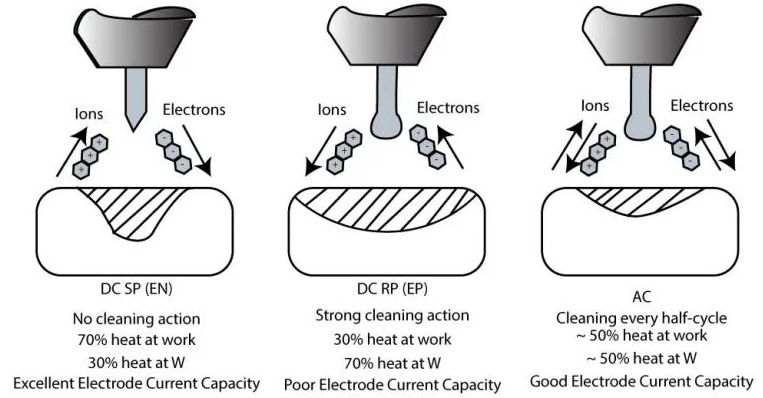 Ions
Electrons
+
+
+
-
-
-
DC SP (EN)
No cleaning action
70% heat at work
30% heat at W
Excellent Electrode Current Capacity
Ions
Electrons
+
+
+
-
-
-
DC RP (EP)
Strong cleaning action
30% heat at work
70% heat at W
Poor Electrode Current Capacity
Ions
Electrons
+
+
+
-
-
-
AC
Cleaning every half-cycle
~ 50% heat at work
~ 50% heat at W
Good Electrode Current Capacity